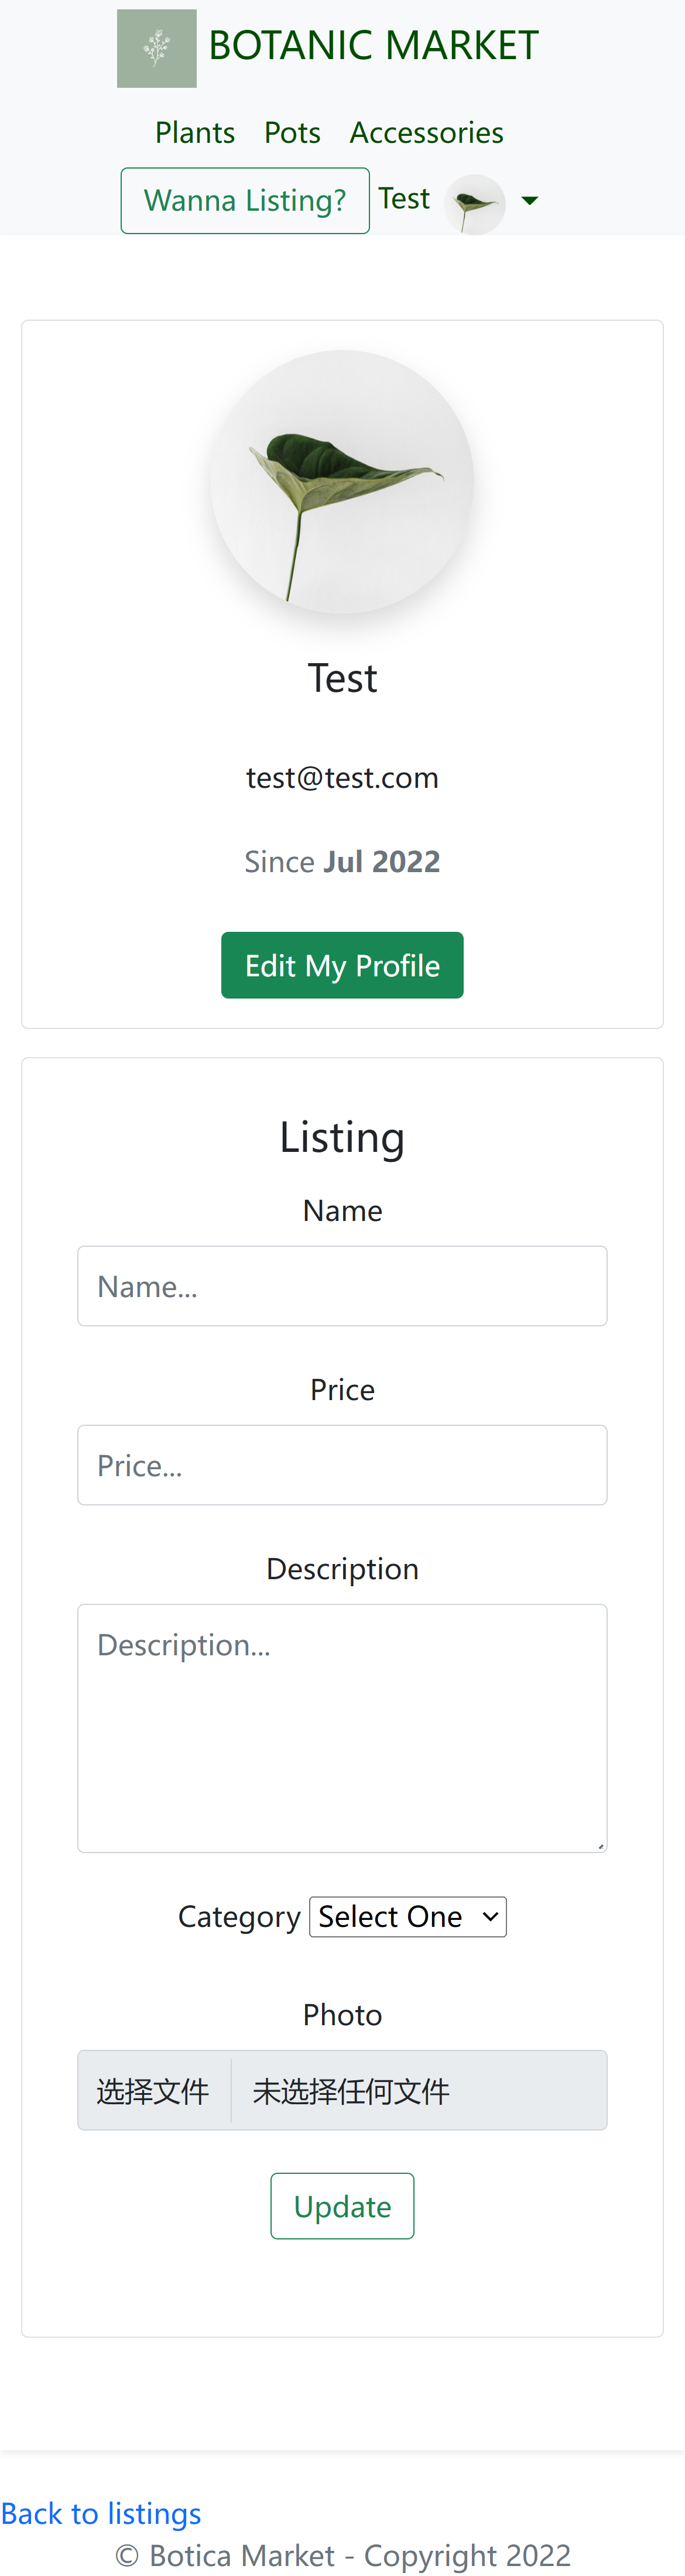 BOTANIC MARKET
Plants Pots Accessories
Wanna Listing? Test
Test
test@test.com
Since Jul 2022
Edit My Profile
Listing
Name
Name...
Price
Price...
Description
Description...
Category Select One
Photo
选择文件 未选择任何文件
Update
Back to listings
© Botica Market - Copyright 2022